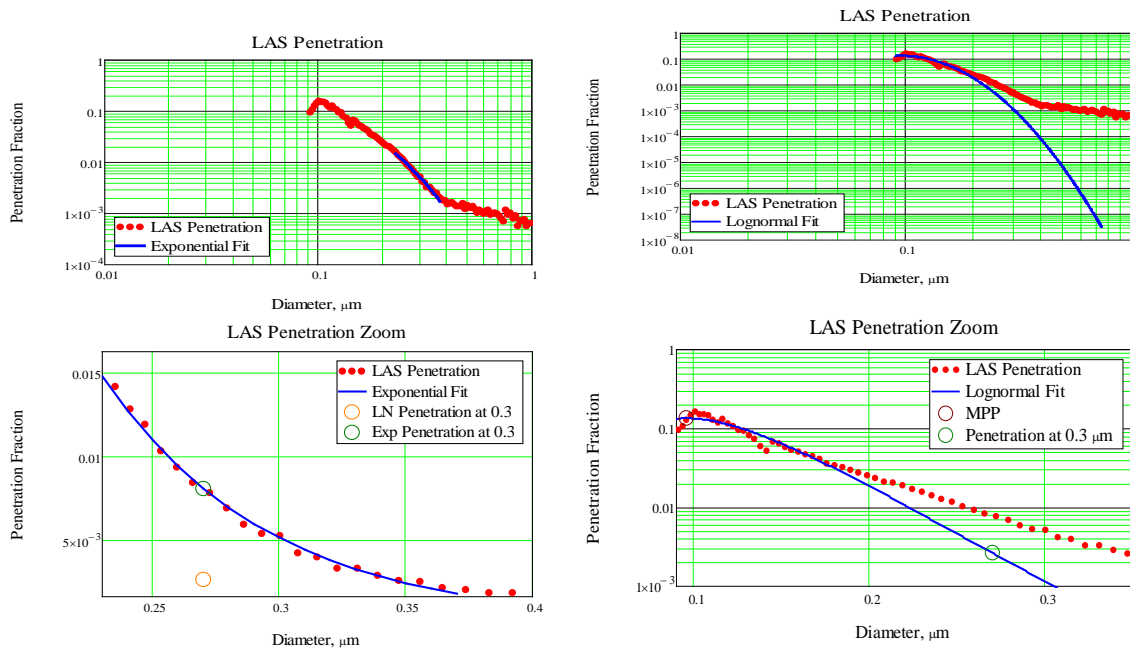 LAS Penetration
1
0.1
0.01
1×10⁻³
1×10⁻⁴
Penetration Fraction
LAS Penetration
Exponential Fit
0.01
0.1
1
Diameter, μm
LAS Penetration
1
0.1
0.01
1×10⁻³
1×10⁻⁴
1×10⁻⁵
1×10⁻⁶
1×10⁻⁷
1×10⁻⁸
Penetration Fraction
LAS Penetration
Lognormal Fit
0.01
0.1
Diameter, μm
LAS Penetration Zoom
0.015
0.01
5×10⁻³
Penetration Fraction
LAS Penetration
Exponential Fit
LN Penetration at 0.3
Exp Penetration at 0.3
0.25
0.3
0.35
0.4
Diameter, μm
LAS Penetration Zoom
1
0.1
0.01
1×10⁻³
Penetration Fraction
LAS Penetration
Lognormal Fit
MPP
Penetration at 0.3 μm
0.1
0.2
0.3
Diameter, μm